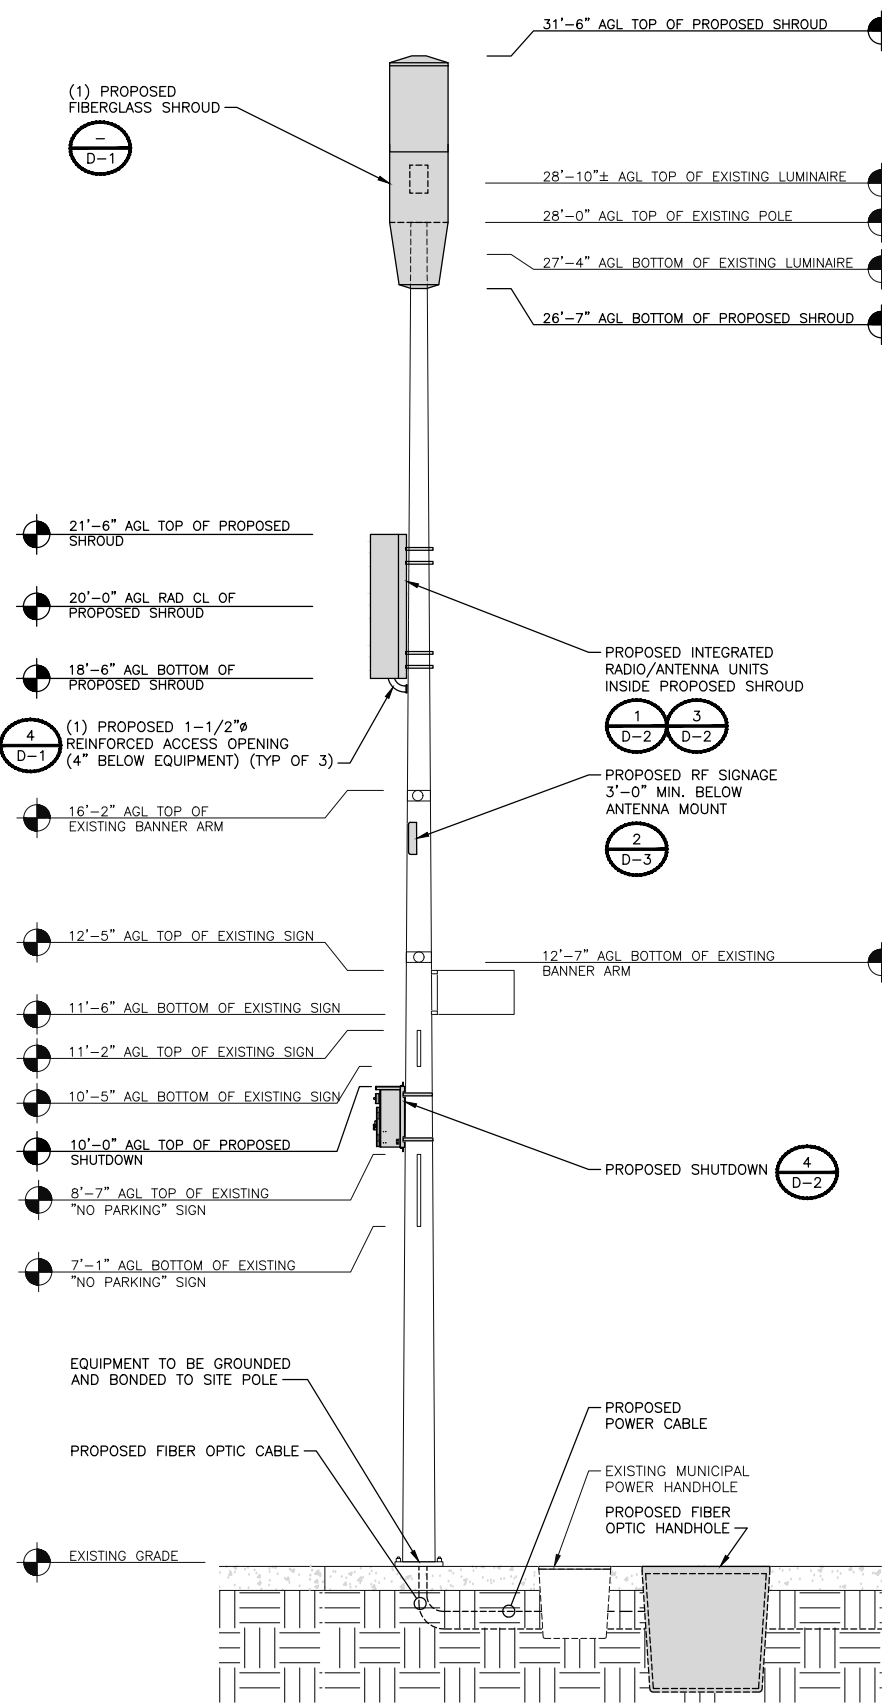 31'-6" AGL TOP OF PROPOSED SHROUD
(1) PROPOSED
FIBERGLASS SHROUD
-
D-1
28'-10"± AGL TOP OF EXISTING LUMINAIRE
28'-0" AGL TOP OF EXISTING POLE
27'-4" AGL BOTTOM OF EXISTING LUMINAIRE
26'-7" AGL BOTTOM OF PROPOSED SHROUD
21'-6" AGL TOP OF PROPOSED
SHROUD
20'-0" AGL RAD CL OF
PROPOSED SHROUD
18'-6" AGL BOTTOM OF
PROPOSED SHROUD
PROPOSED INTEGRATED
RADIO/ANTENNA UNITS
INSIDE PROPOSED SHROUD
1
D-2
3
D-2
4
D-1
(1) PROPOSED 1-1/2"ø
REINFORCED ACCESS OPENING
(4" BELOW EQUIPMENT) (TYP OF 3)
PROPOSED RF SIGNAGE
3'-0" MIN. BELOW
ANTENNA MOUNT
2
D-3
16'-2" AGL TOP OF
EXISTING BANNER ARM
12'-5" AGL TOP OF EXISTING SIGN
12'-7" AGL BOTTOM OF EXISTING
BANNER ARM
11'-6" AGL BOTTOM OF EXISTING SIGN
11'-2" AGL TOP OF EXISTING SIGN
10'-5" AGL BOTTOM OF EXISTING SIGN
10'-0" AGL TOP OF PROPOSED
SHUTDOWN
PROPOSED SHUTDOWN
4
D-2
8'-7" AGL TOP OF EXISTING
"NO PARKING" SIGN
7'-1" AGL BOTTOM OF EXISTING
"NO PARKING" SIGN
EQUIPMENT TO BE GROUNDED
AND BONDED TO SITE POLE
PROPOSED
POWER CABLE
PROPOSED FIBER OPTIC CABLE
EXISTING MUNICIPAL
POWER HANDHOLE
PROPOSED FIBER
OPTIC HANDHOLE
EXISTING GRADE